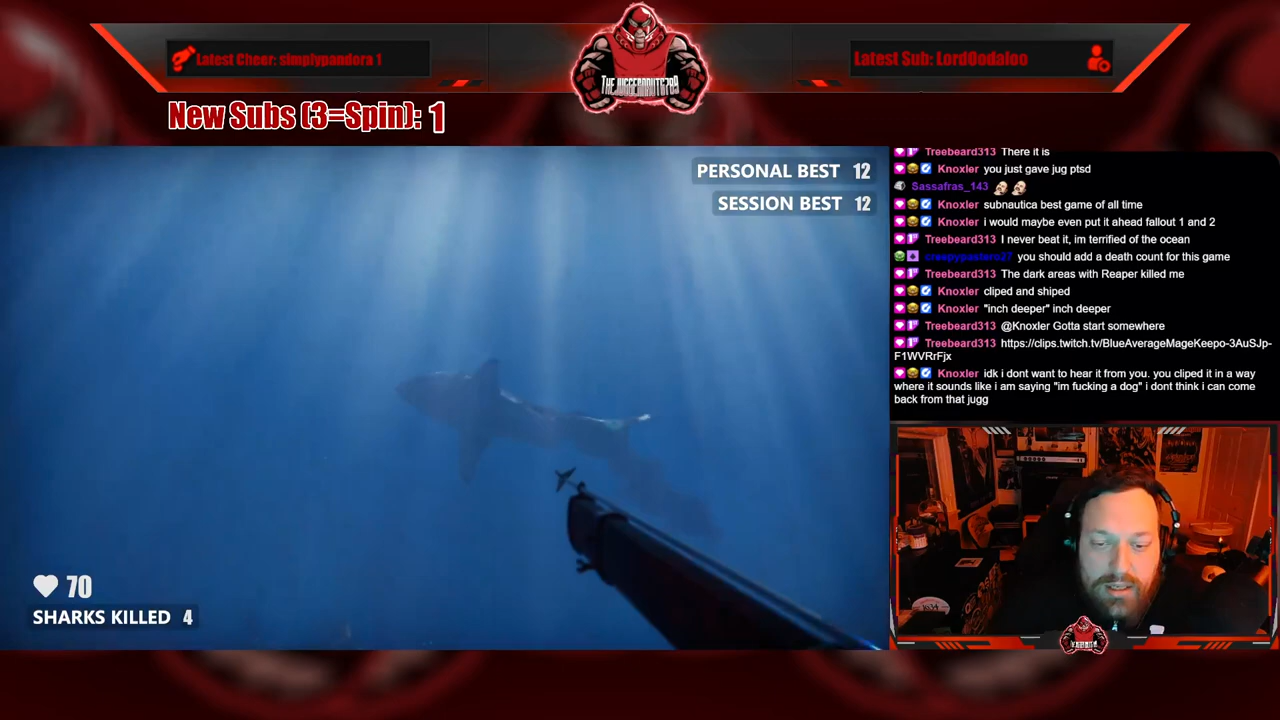 Latest Cheer: simplypandora 1
Latest Sub: LordOodaloo
THEJUGGERNAUT6789
New Subs (3=Spin): 1
PERSONAL BEST 12
SESSION BEST 12
70
SHARKS KILLED 4
Treebeard313 There it is
Knoxler you just gave jug ptsd
Sassafras_143
Knoxler subnautica best game of all time
Knoxler i would maybe even put it ahead fallout 1 and 2
Treebeard313 I never beat it, im terrified of the ocean
creepypastaru27 you should add a death count for this game
Treebeard313 The dark areas with Reaper killed me
Knoxler cliped and shiped
Knoxler "inch deeper" inch deeper
Treebeard313 @Knoxler Gotta start somewhere
Treebeard313 https://clips.twitch.tv/BlueAverageMageKeepo-3AuSJp-
F1WVRrFjx
Knoxler idk i dont want to hear it from you. you cliped it in a way
where it sounds like i am saying "im fucking a dog" i dont think i can come
back from that jugg